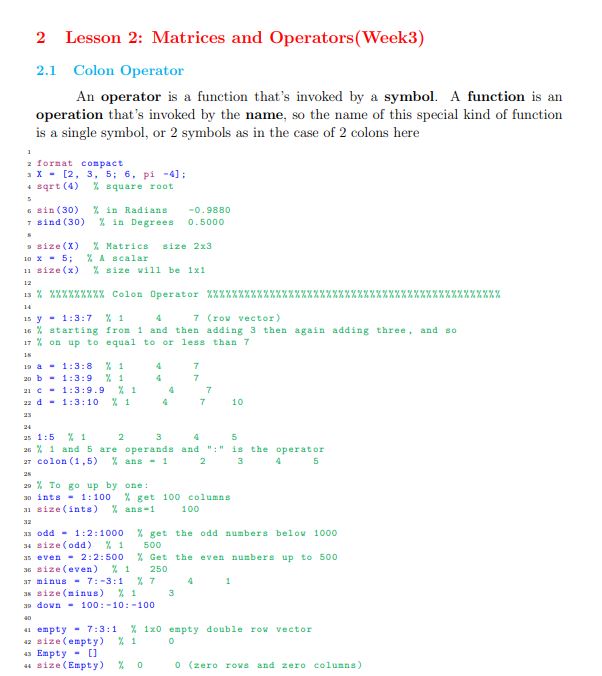 2 Lesson 2: Matrices and Operators(Week3)
2.1 Colon Operator
An operator is a function that's invoked by a symbol. A function is an
operation that's invoked by the name, so the name of this special kind of function
is a single symbol, or 2 symbols as in the case of 2 colons here
1
2 format compact
3 X = [2, 3, 5; 6, pi -4];
4 sqrt(4) % square root
5
6 sin(30) % in Radians -0.9880
7 sind(30) % in Degrees 0.5000
8
9 size(X) % Matrics size 2x3
10 x = 5; % A scalar
11 size(x) % size will be 1x1
12
13 % %%%%%%%%% Colon Operator %%%%%%%%%%%%%%%%%%%%%%%%%%%%%%%%%%%%%%%%%%%%%%%
14
15 y = 1:3:7 % 1 4 7 (row vector)
16 % starting from 1 and then adding 3 then again adding three, and so
17 % on up to equal to or less than 7
18
19 a = 1:3:8 % 1 4 7
20 b = 1:3:9 % 1 4 7
21 c = 1:3:9.9 % 1 4 7
22 d = 1:3:10 % 1 4 7 10
23
24
25 1:5 % 1 2 3 4 5
26 % 1 and 5 are operands and ":" is the operator
27 colon(1,5) % ans = 1 2 3 4 5
28
29 % To go up by one:
30 ints = 1:100 % get 100 columns
31 size(ints) % ans=1 100
32
33 odd = 1:2:1000 % get the odd numbers below 1000
34 size(odd) % 1 500
35 even = 2:2:500 % Get the even numbers up to 500
36 size(even) % 1 250
37 minus = 7:-3:1 % 7 4 1
38 size(minus) % 1 3
39 down = 100:-10:-100
40
41 empty = 7:3:1 % 1x0 empty double row vector
42 size(empty) % 1 0
43 Empty = []
44 size(Empty) % 0 0 (zero rows and zero columns)